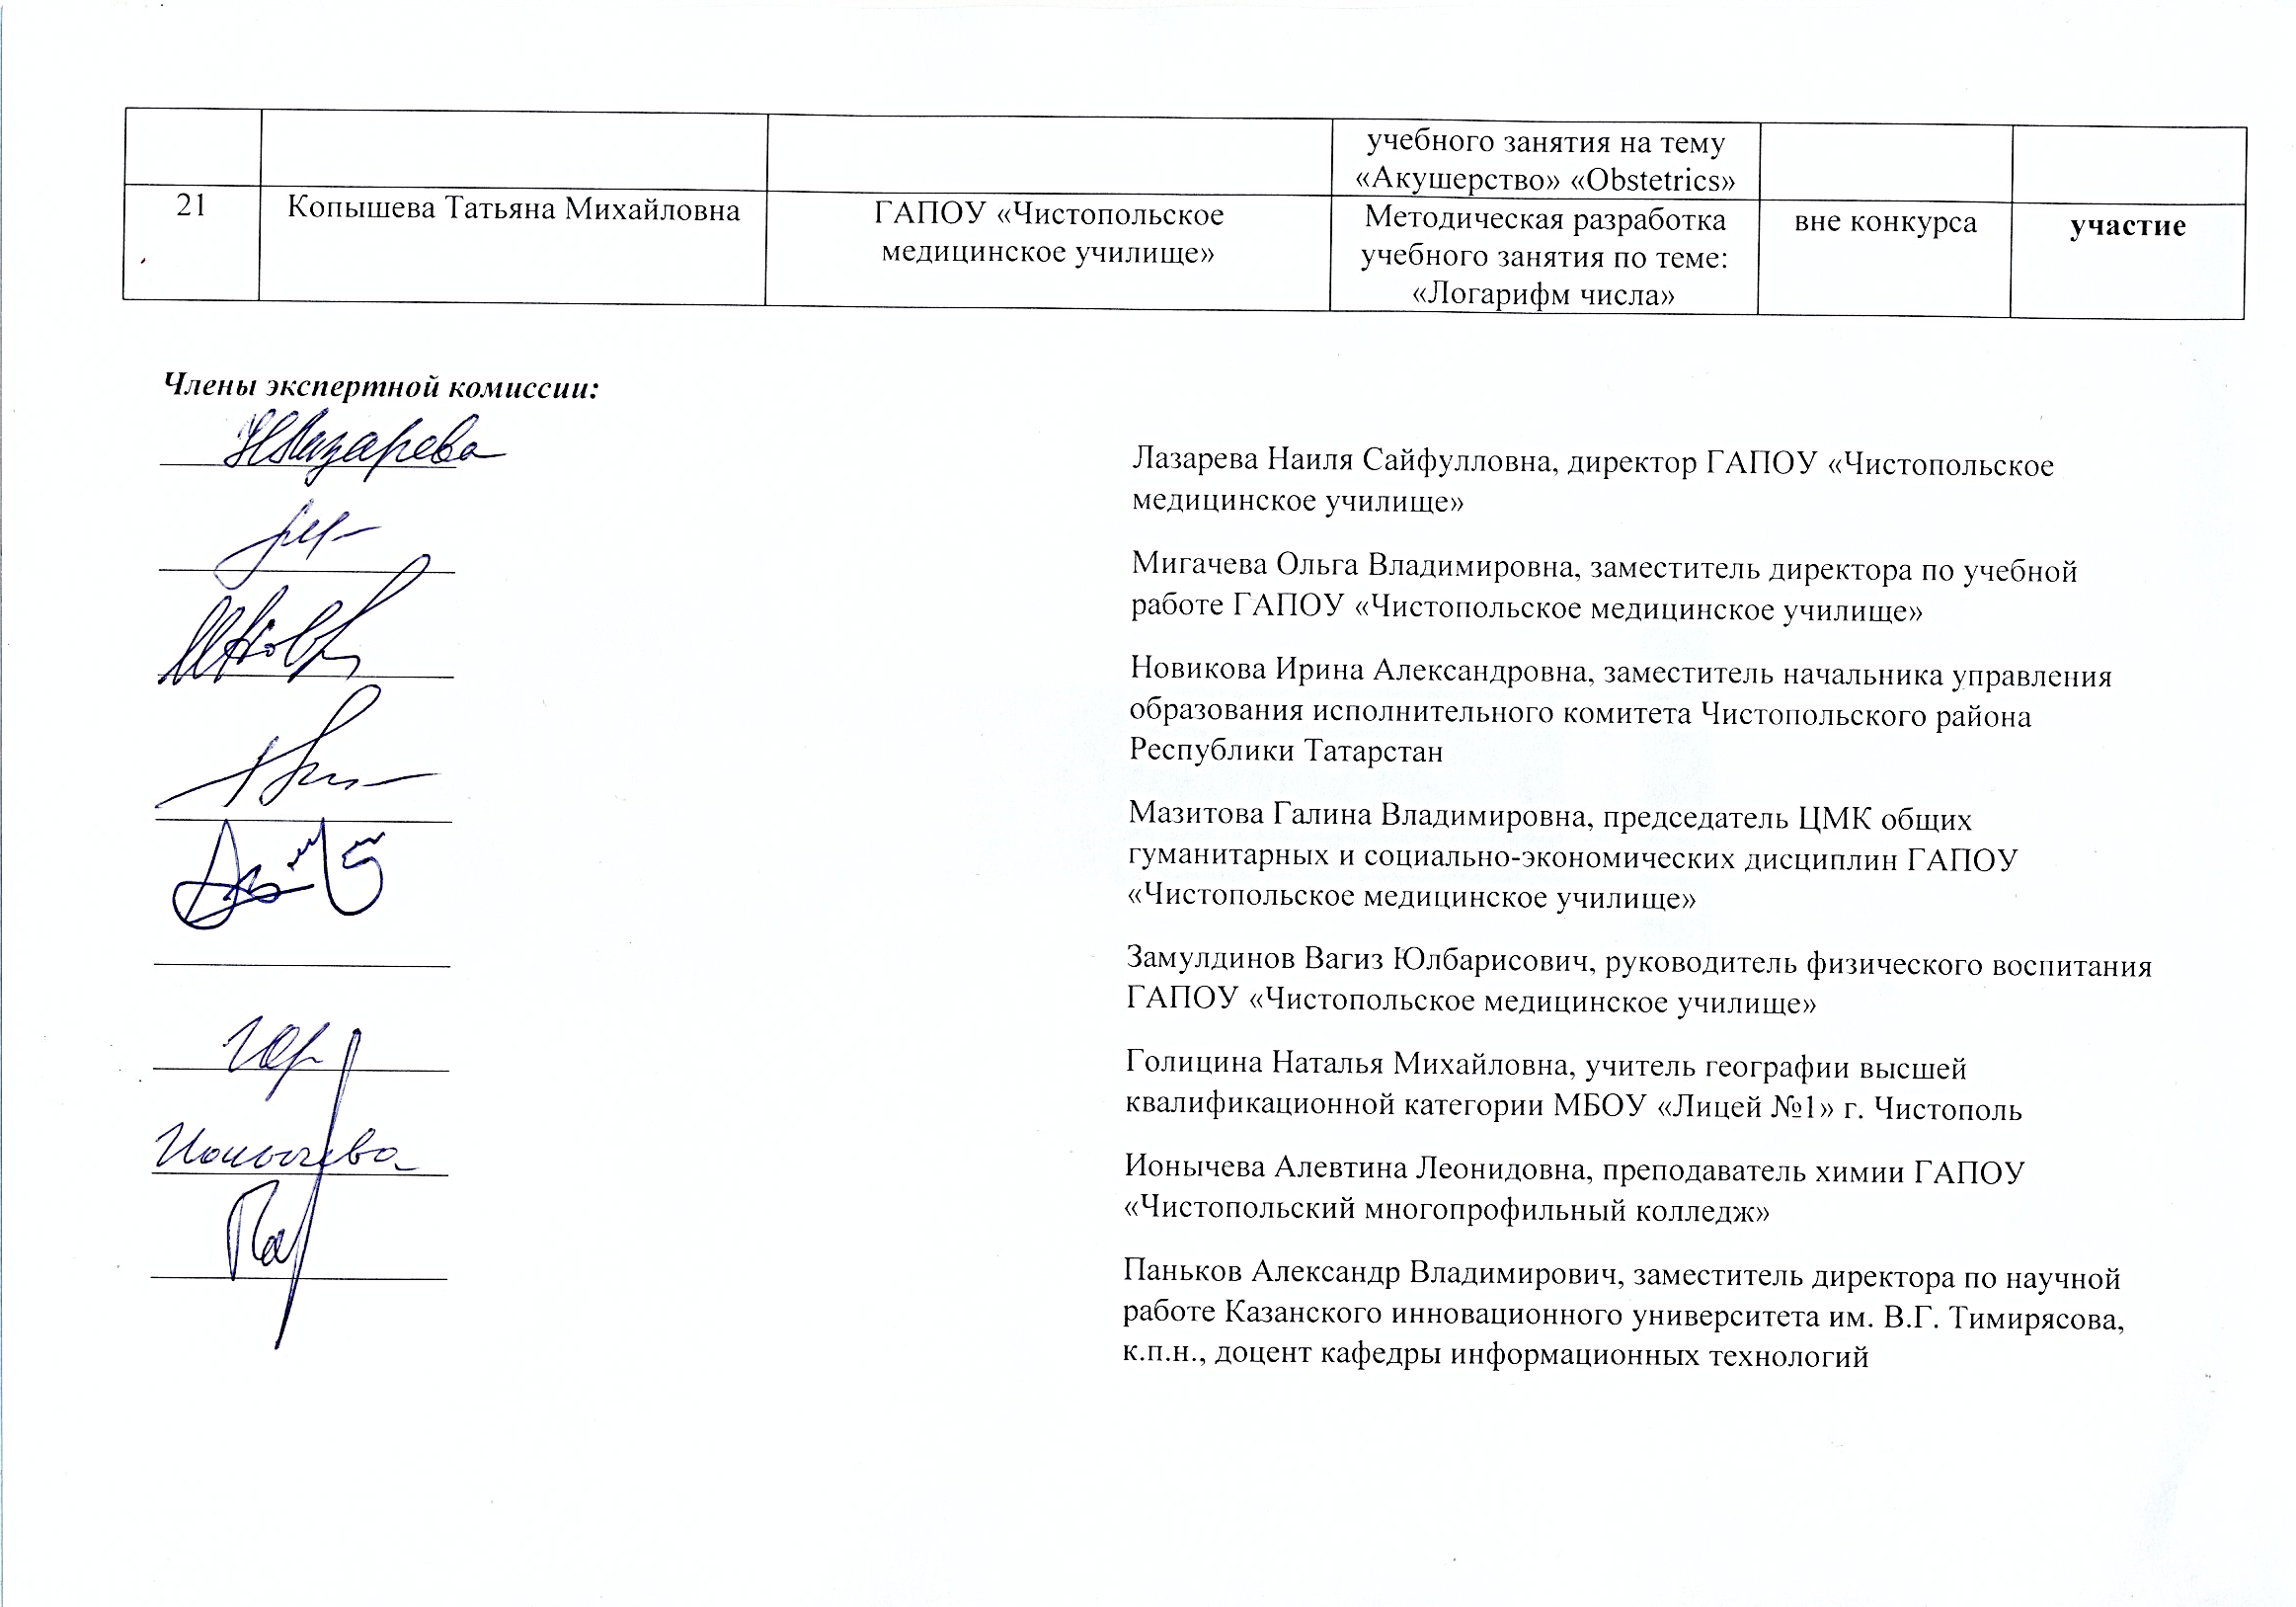 учебного занятия на тему
«Акушерство» «Obstetrics»
21 Копышева Татьяна Михайловна ГАПОУ «Чистопольское Методическая разработка вне конкурса участие
медицинское училище» учебного занятия по теме:
«Логарифм числа»
Члены экспертной комиссии:
НЛазарева
Лазарева Наиля Сайфулловна, директор ГАПОУ «Чистопольское
медицинское училище»
Мигачева Ольга Владимировна, заместитель директора по учебной
работе ГАПОУ «Чистопольское медицинское училище»
Новикова Ирина Александровна, заместитель начальника управления
образования исполнительного комитета Чистопольского района
Республики Татарстан
Мазитова Галина Владимировна, председатель ЦМК общих
гуманитарных и социально-экономических дисциплин ГАПОУ
«Чистопольское медицинское училище»
Замулдинов Вагиз Юлбарисович, руководитель физического воспитания
ГАПОУ «Чистопольское медицинское училище»
Голицина Наталья Михайловна, учитель географии высшей
квалификационной категории МБОУ «Лицей №1» г. Чистополь
Ионычева
Ионычева Алевтина Леонидовна, преподаватель химии ГАПОУ
«Чистопольский многопрофильный колледж»
Паньков Александр Владимирович, заместитель директора по научной
работе Казанского инновационного университета им. В.Г. Тимирясова,
к.п.н., доцент кафедры информационных технологий